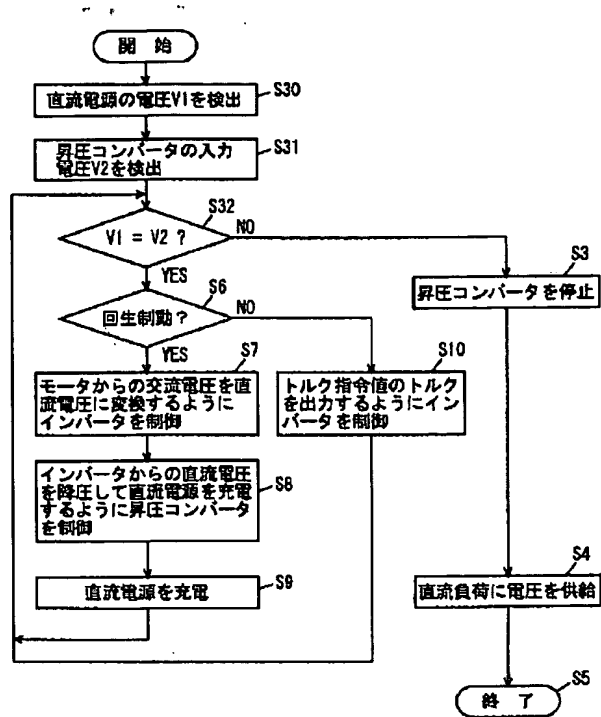 開始
直流電源の電圧V1を検出
S30
昇圧コンバータの入力
電圧V2を検出
S31
V1 = V2 ?
S32
NO
YES
昇圧コンバータを停止
S3
回生制動?
S6
NO
YES
モータからの交流電圧を直
流電圧に変換するように
インバータを制御
S7
トルク指令値のトルク
を出力するようにイン
バータを制御
S10
インバータからの直流電圧
を降圧して直流電源を充電
するように昇圧コンバータ
を制御
S8
直流電源を充電
S9
直流負荷に電圧を供給
S4
終了
S5